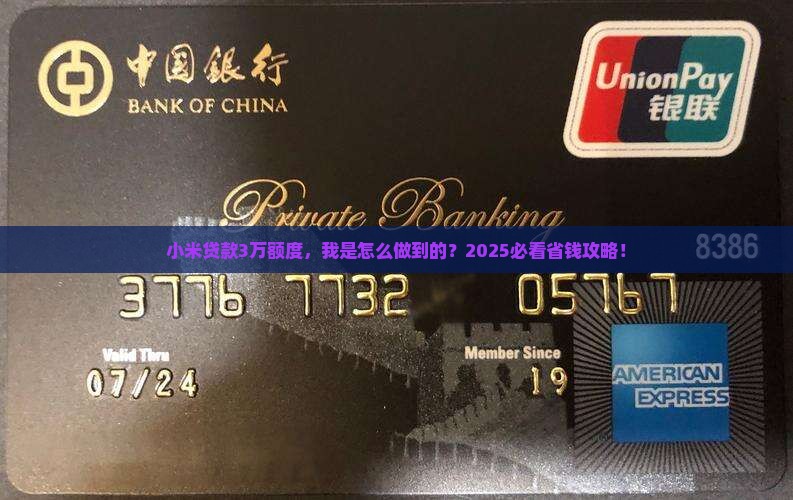 中国银行
BANK OF CHINA
UnionPay
银联
Private Banking
小米贷款3万额度，我是怎么做到的？2025必看省钱攻略！
8386
3776 7732 05767
Valid Thru
Member Since
07/24
19
AMERICAN
EXPRESS